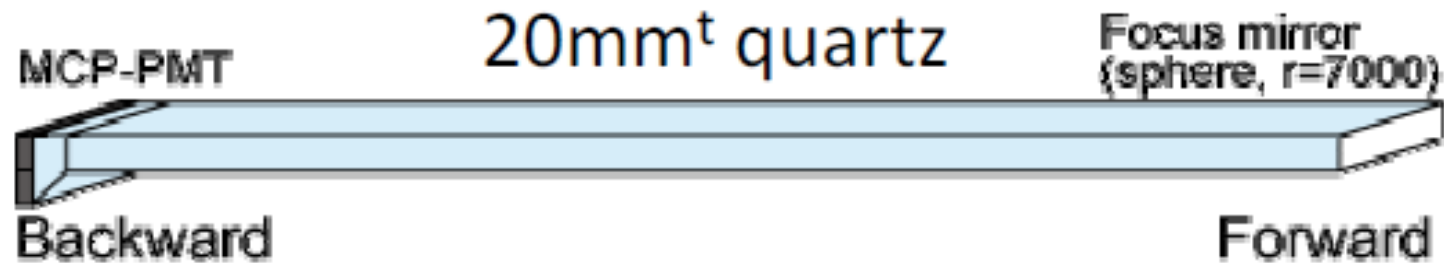 20mmᵗ quartz
MCP-PMT
Focus mirror
(sphere, r=7000)
Backward
Forward